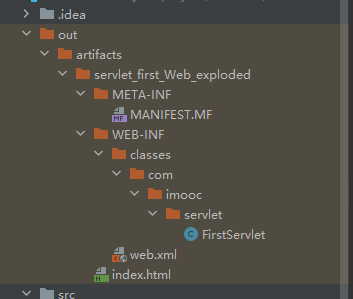 .idea
out
artifacts
servlet_first_Web_exploded
META-INF
MANIFEST.MF
WEB-INF
classes
com
imooc
servlet
FirstServlet
web.xml
index.html
src